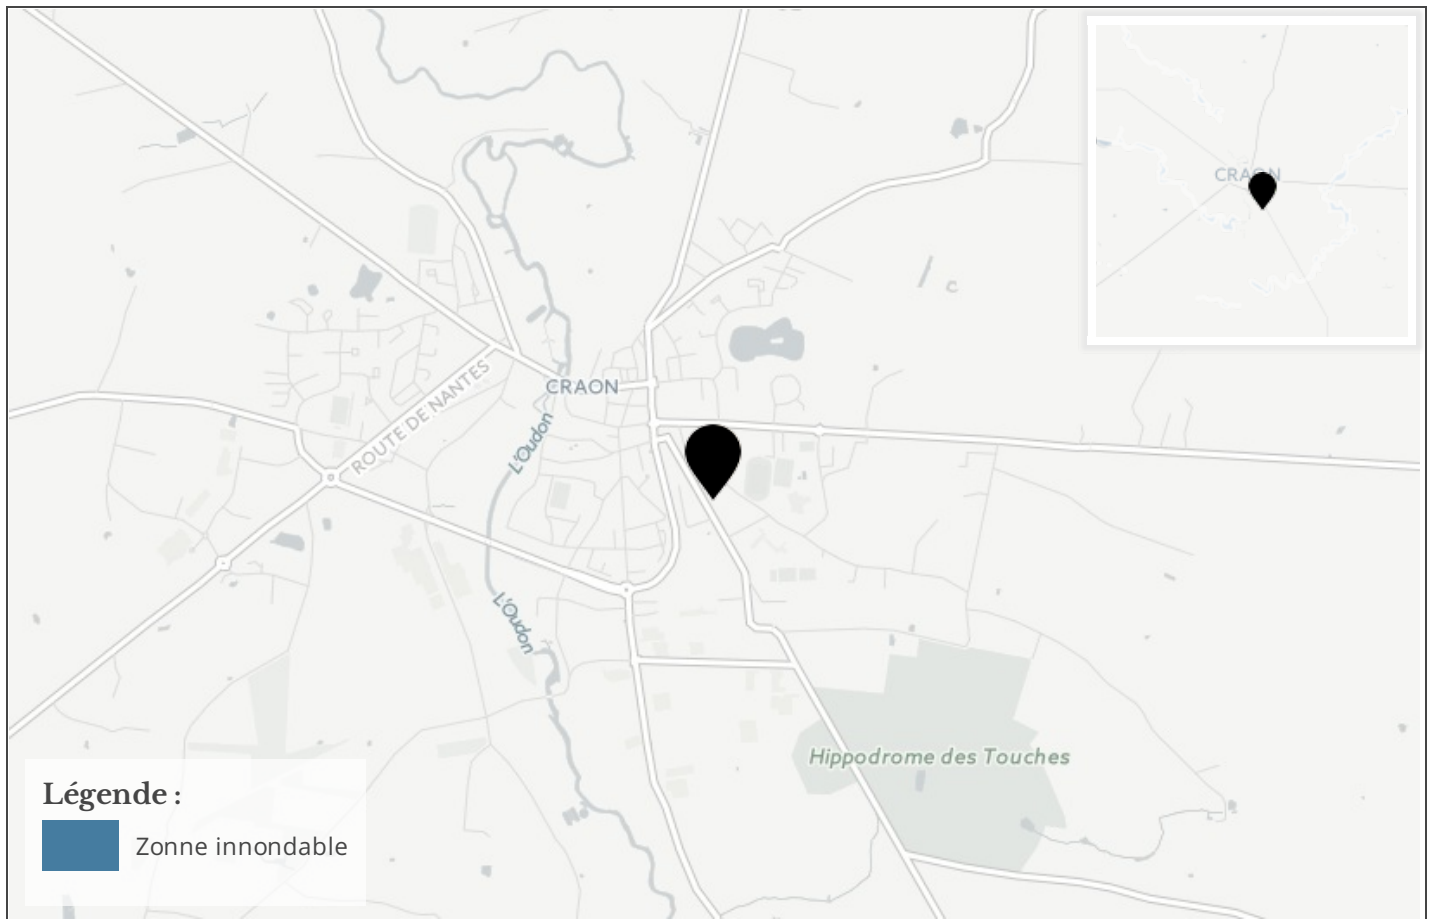 CRAON
CRAON
ROUTE DE NANTES
L'Oudon
L'Oudon
Hippodrome des Touches
Légende :
Zonne innondable